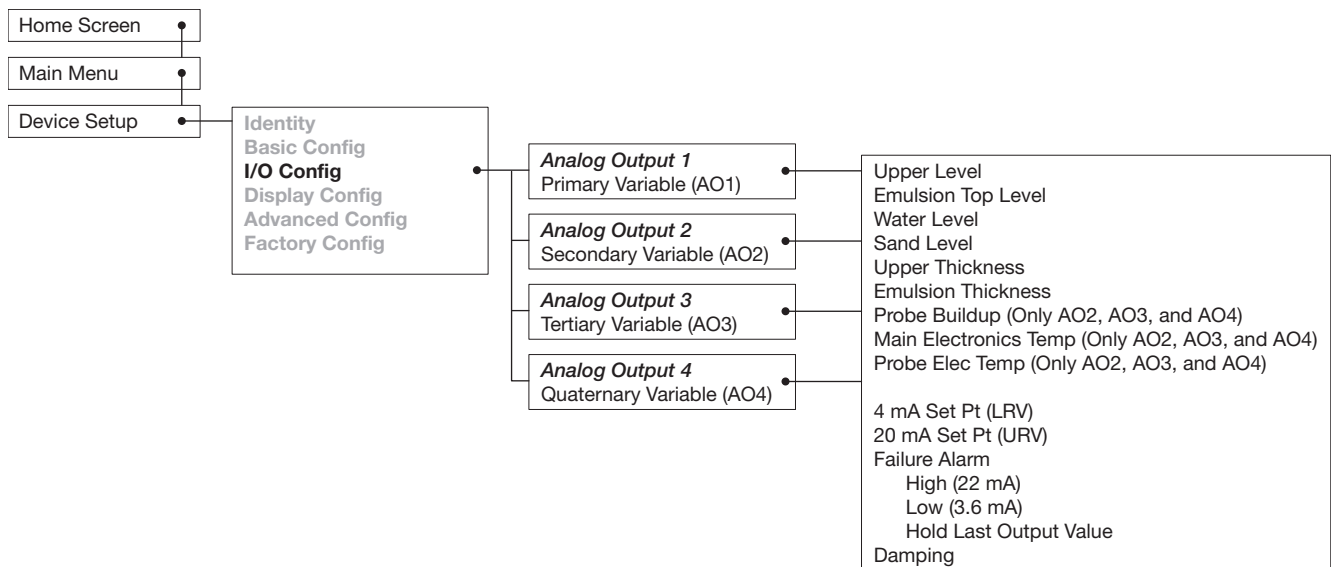 Home Screen
Main Menu
Device Setup
Identity
Basic Config
I/O Config
Display Config
Advanced Config
Factory Config
Analog Output 1
Primary Variable (AO1)
Analog Output 2
Secondary Variable (AO2)
Analog Output 3
Tertiary Variable (AO3)
Analog Output 4
Quaternary Variable (AO4)
Upper Level
Emulsion Top Level
Water Level
Sand Level
Upper Thickness
Emulsion Thickness
Probe Buildup (Only AO2, AO3, and AO4)
Main Electronics Temp (Only AO2, AO3, and AO4)
Probe Elec Temp (Only AO2, AO3, and AO4)
4 mA Set Pt (LRV)
20 mA Set Pt (URV)
Failure Alarm
High (22 mA)
Low (3.6 mA)
Hold Last Output Value
Damping